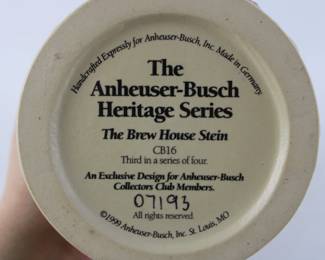 Handcrafted Expressly for Anheuser-Busch, Inc. Made in Germany.
The
Anheuser-Busch
Heritage Series
The Brew House Stein
CB16
Third in a series of four.
An Exclusive Design for Anheuser-Busch
Collectors Club Members.
07193
All rights reserved.
©1999 Anheuser-Busch, Inc. St. Louis, MO